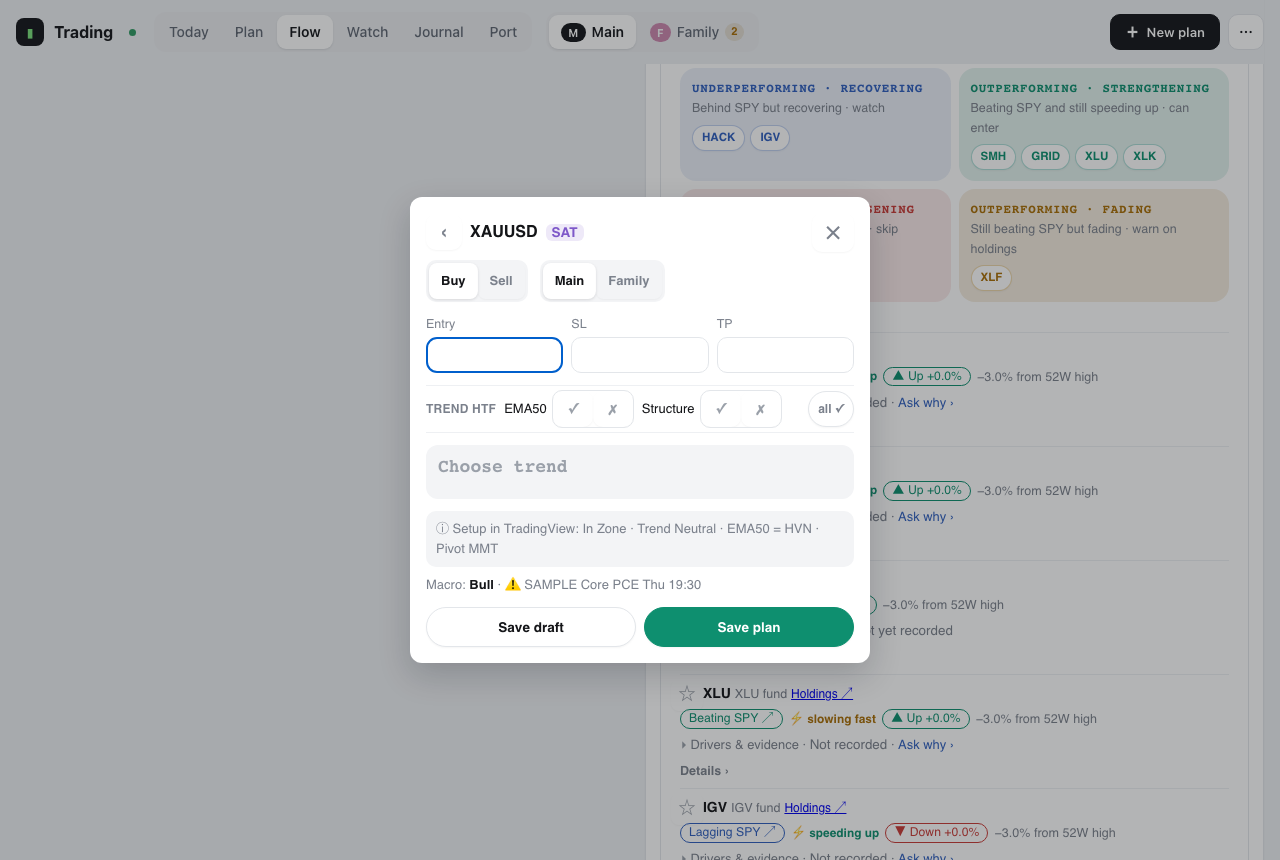 Trading
Today Plan Flow Watch Journal Port
M Main F Family 2
+ New plan ...
UNDERPERFORMING · RECOVERING
Behind SPY but recovering · watch
HACK IGV
OUTPERFORMING · STRENGTHENING
Beating SPY and still speeding up · can
enter
SMH GRID XLU XLK
ENING
· skip
OUTPERFORMING · FADING
Still beating SPY but fading · warn on
holdings
XLF
‹ XAUUSD SAT ✕
Buy Sell Main Family
Entry SL TP
TREND HTF EMA50 ✓ ✗ Structure ✓ ✗ all ✓
Choose trend
ⓘ Setup in TradingView: In Zone · Trend Neutral · EMA50 = HVN ·
Pivot MMT
Macro: Bull · ⚠ SAMPLE Core PCE Thu 19:30
Save draft Save plan
p ▲ Up +0.0% −3.0% from 52W high
ded · Ask why ›
p ▲ Up +0.0% −3.0% from 52W high
ded · Ask why ›
−3.0% from 52W high
t yet recorded
☆ XLU XLU fund Holdings ↗
Beating SPY ↗ ⚡ slowing fast ▲ Up +0.0% −3.0% from 52W high
› Drivers & evidence · Not recorded · Ask why ›
Details ›
☆ IGV IGV fund Holdings ↗
Lagging SPY ↗ ⚡ speeding up ▼ Down +0.0% −3.0% from 52W high
› Drivers & evidence · Not recorded · Ask why ›